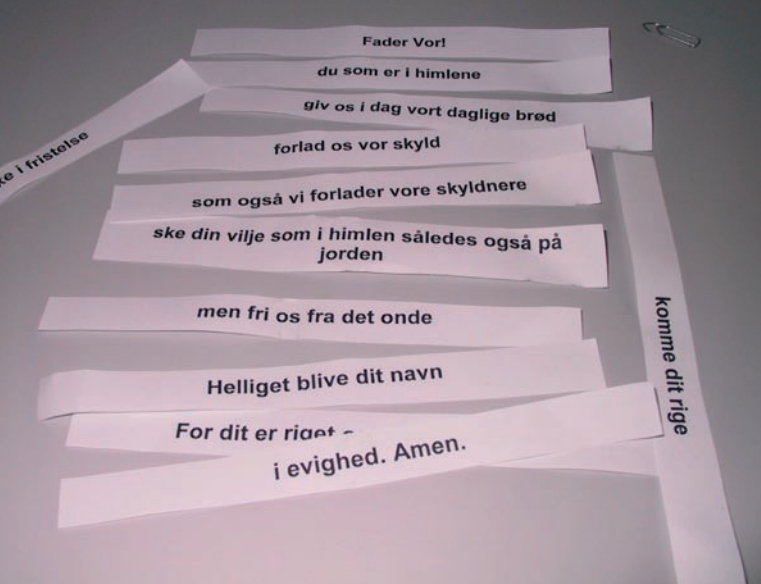 Fader Vor!
du som er i himlene
giv os i dag vort daglige brød
i fristelse
forlad os vor skyld
som også vi forlader vore skyldnere
ske din vilje som i himlen således også på
jorden
men fri os fra det onde
komme dit rige
Helliget blive dit navn
For dit er riget
i evighed. Amen.